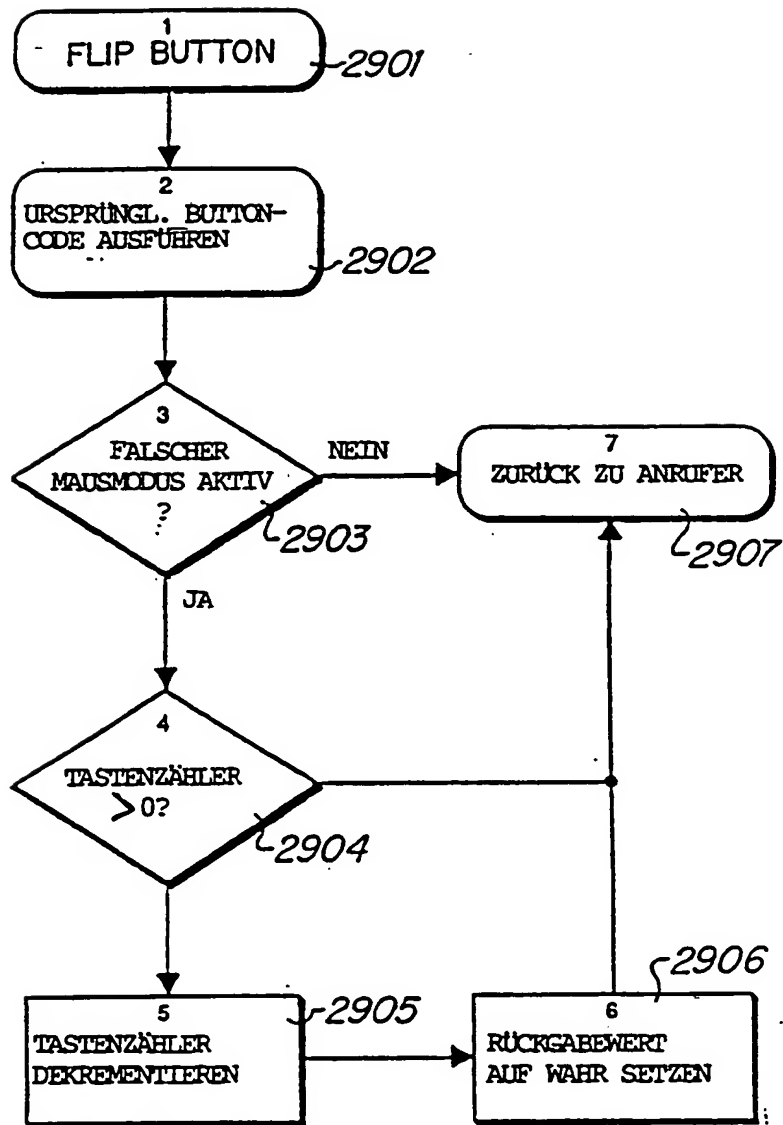 1
FLIP BUTTON
2901
2
URSPRÜNGL. BUTTON-
CODE AUSFÜHREN
2902
3
FALSCHER
MAUSMODUS AKTIV
?
2903
NEIN
7
ZURÜCK ZU ANRUFER
2907
JA
4
TASTENZÄHLER
>0?
2904
5
TASTENZÄHLER
DEKREMENTIEREN
2905
6
RÜCKGABEWERT
AUF WAHR SETZEN
2906